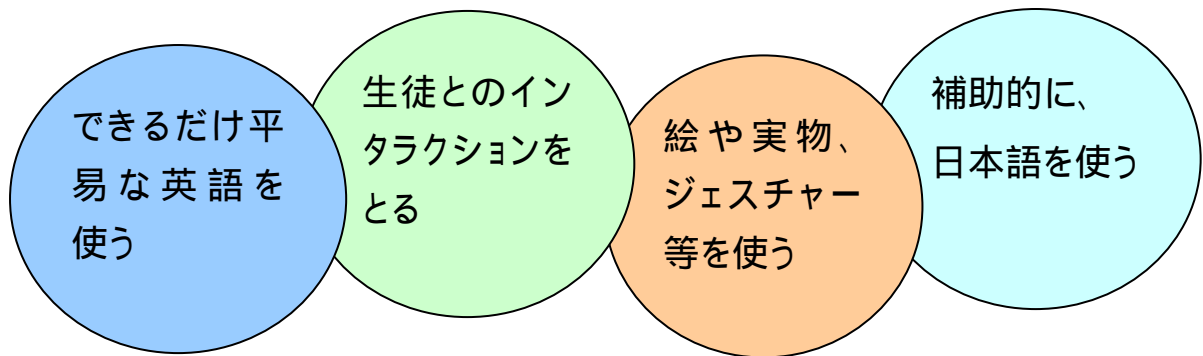 できるだけ平
易な英語を
使う
生徒とのイン
タラクションを
とる
絵や実物、
ジェスチャー
等を使う
補助的に、
日本語を使う